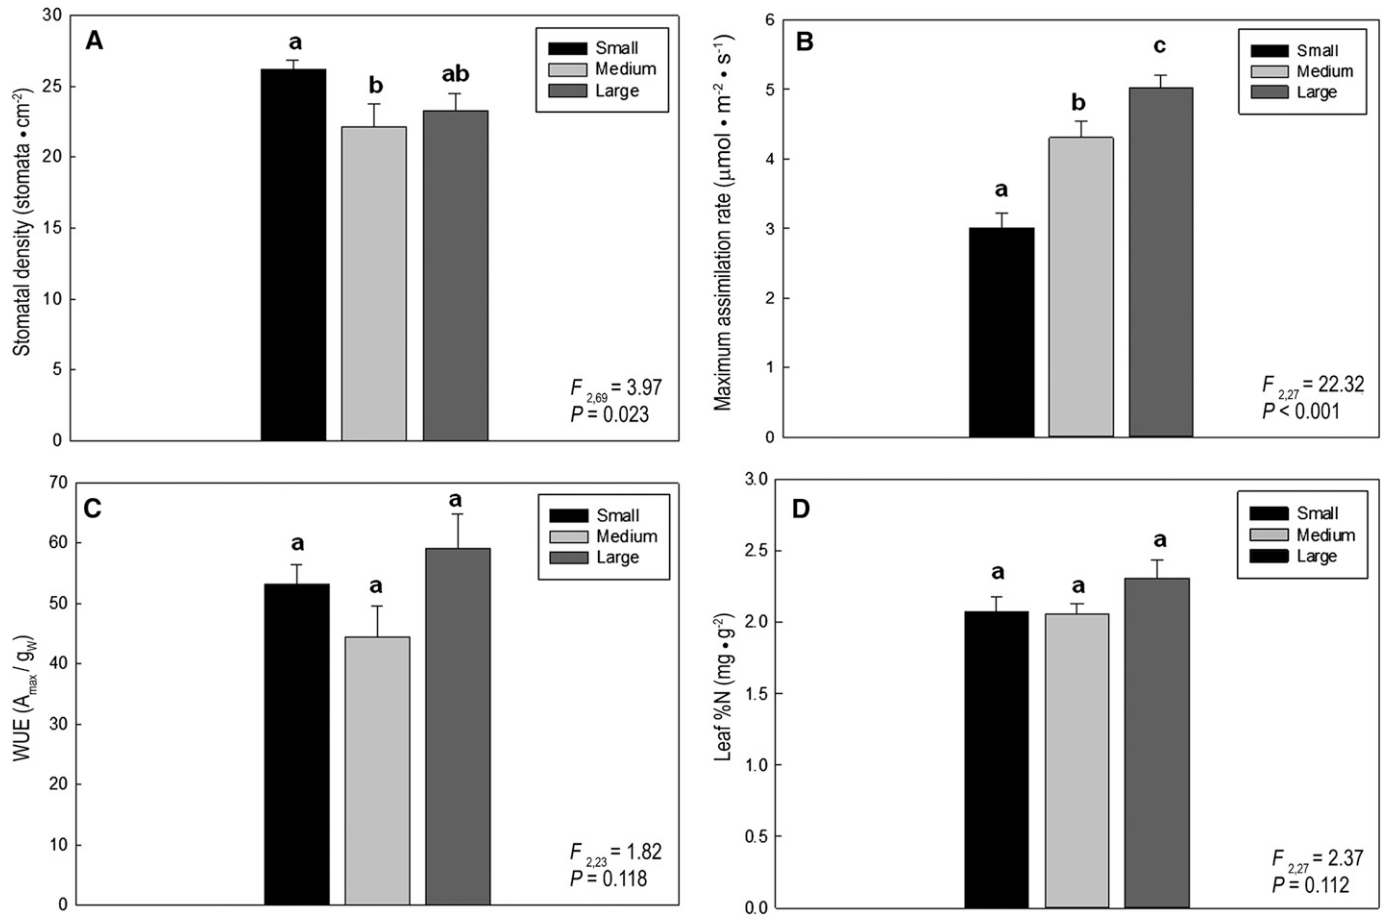 A
30
25
20
15
10
5
0
Stomatal density (stomata • cm-2)
a
b
ab
Small
Medium
Large
F 2,69 = 3.97
P = 0.023
B
6
5
4
3
2
1
0
Maximum assimilation rate (μmol • m-2 • s-1)
a
b
c
Small
Medium
Large
F 2,27 = 22.32
P < 0.001
C
70
60
50
40
30
20
10
0
WUE (Amax / gW)
a
a
a
Small
Medium
Large
F 2,23 = 1.82
P = 0.118
D
3.0
2.5
2.0
1.5
1.0
0.5
0.0
Leaf %N (mg • g-2)
a
a
a
Small
Medium
Large
F 2,27 = 2.37
P = 0.112